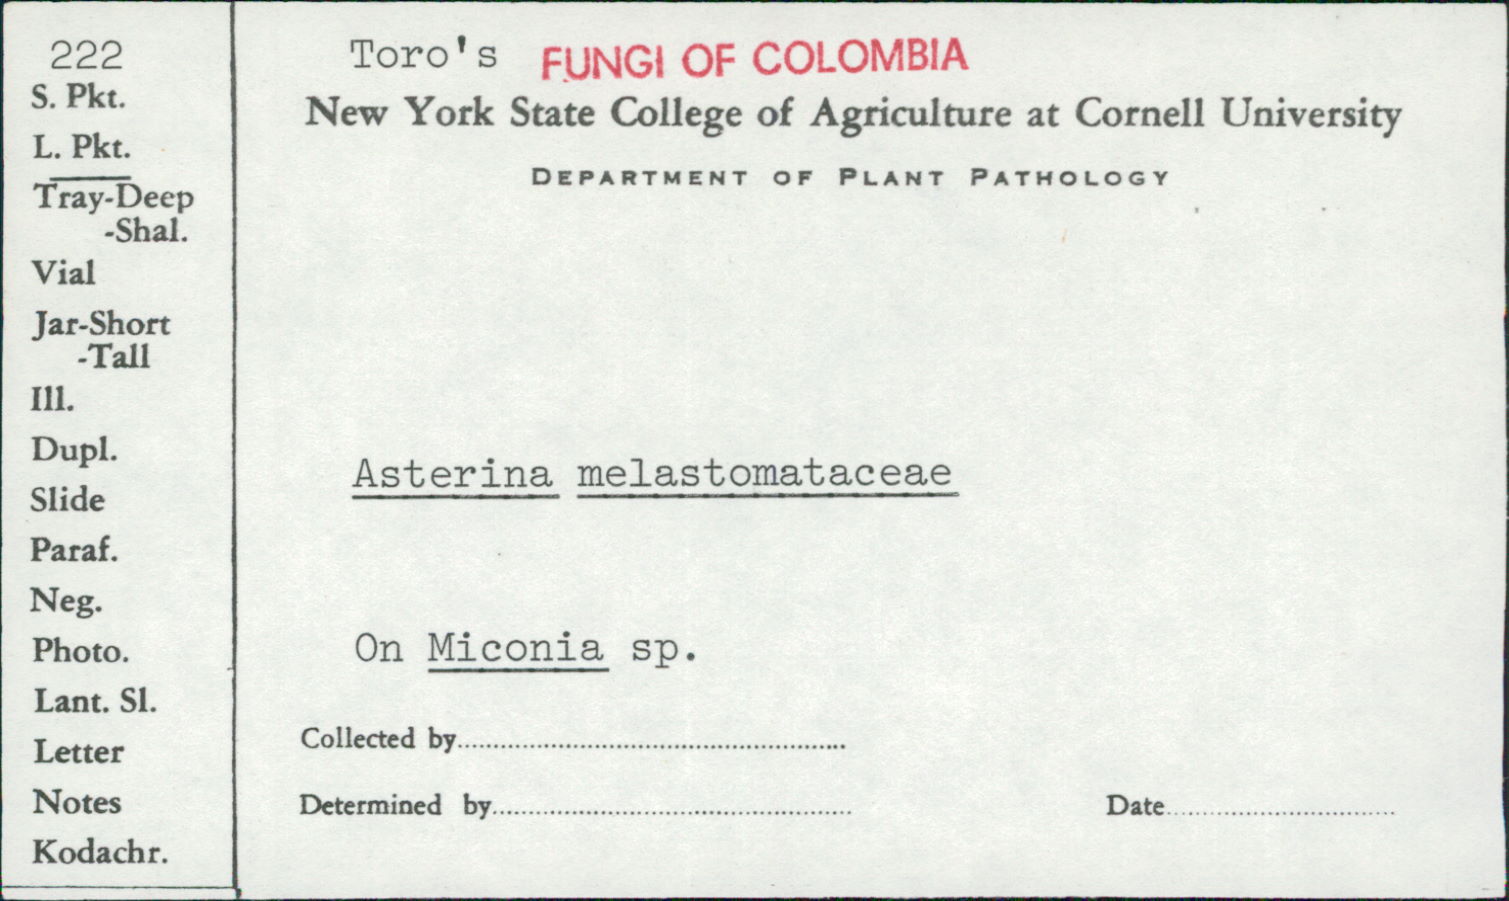 222
S. Pkt.
L. Pkt.
Tray-Deep
-Shal.
Vial
Jar-Short
-Tall
Ill.
Dupl.
Slide
Paraf.
Neg.
Photo.
Lant. Sl.
Letter
Notes
Kodachr.
Toro's FUNGI OF COLOMBIA
New York State College of Agriculture at Cornell University
DEPARTMENT OF PLANT PATHOLOGY
Asterina melastomataceae
On Miconia sp.
Collected by
Determined by
Date